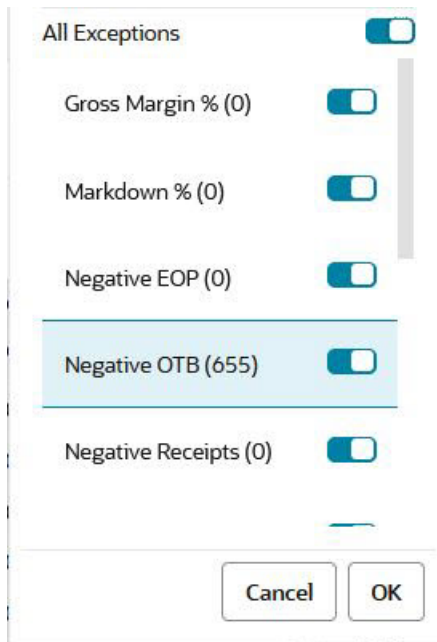 All Exceptions
Gross Margin % (0)
Markdown % (0)
Negative EOP (0)
Negative OTB (655)
Negative Receipts (0)
Cancel OK